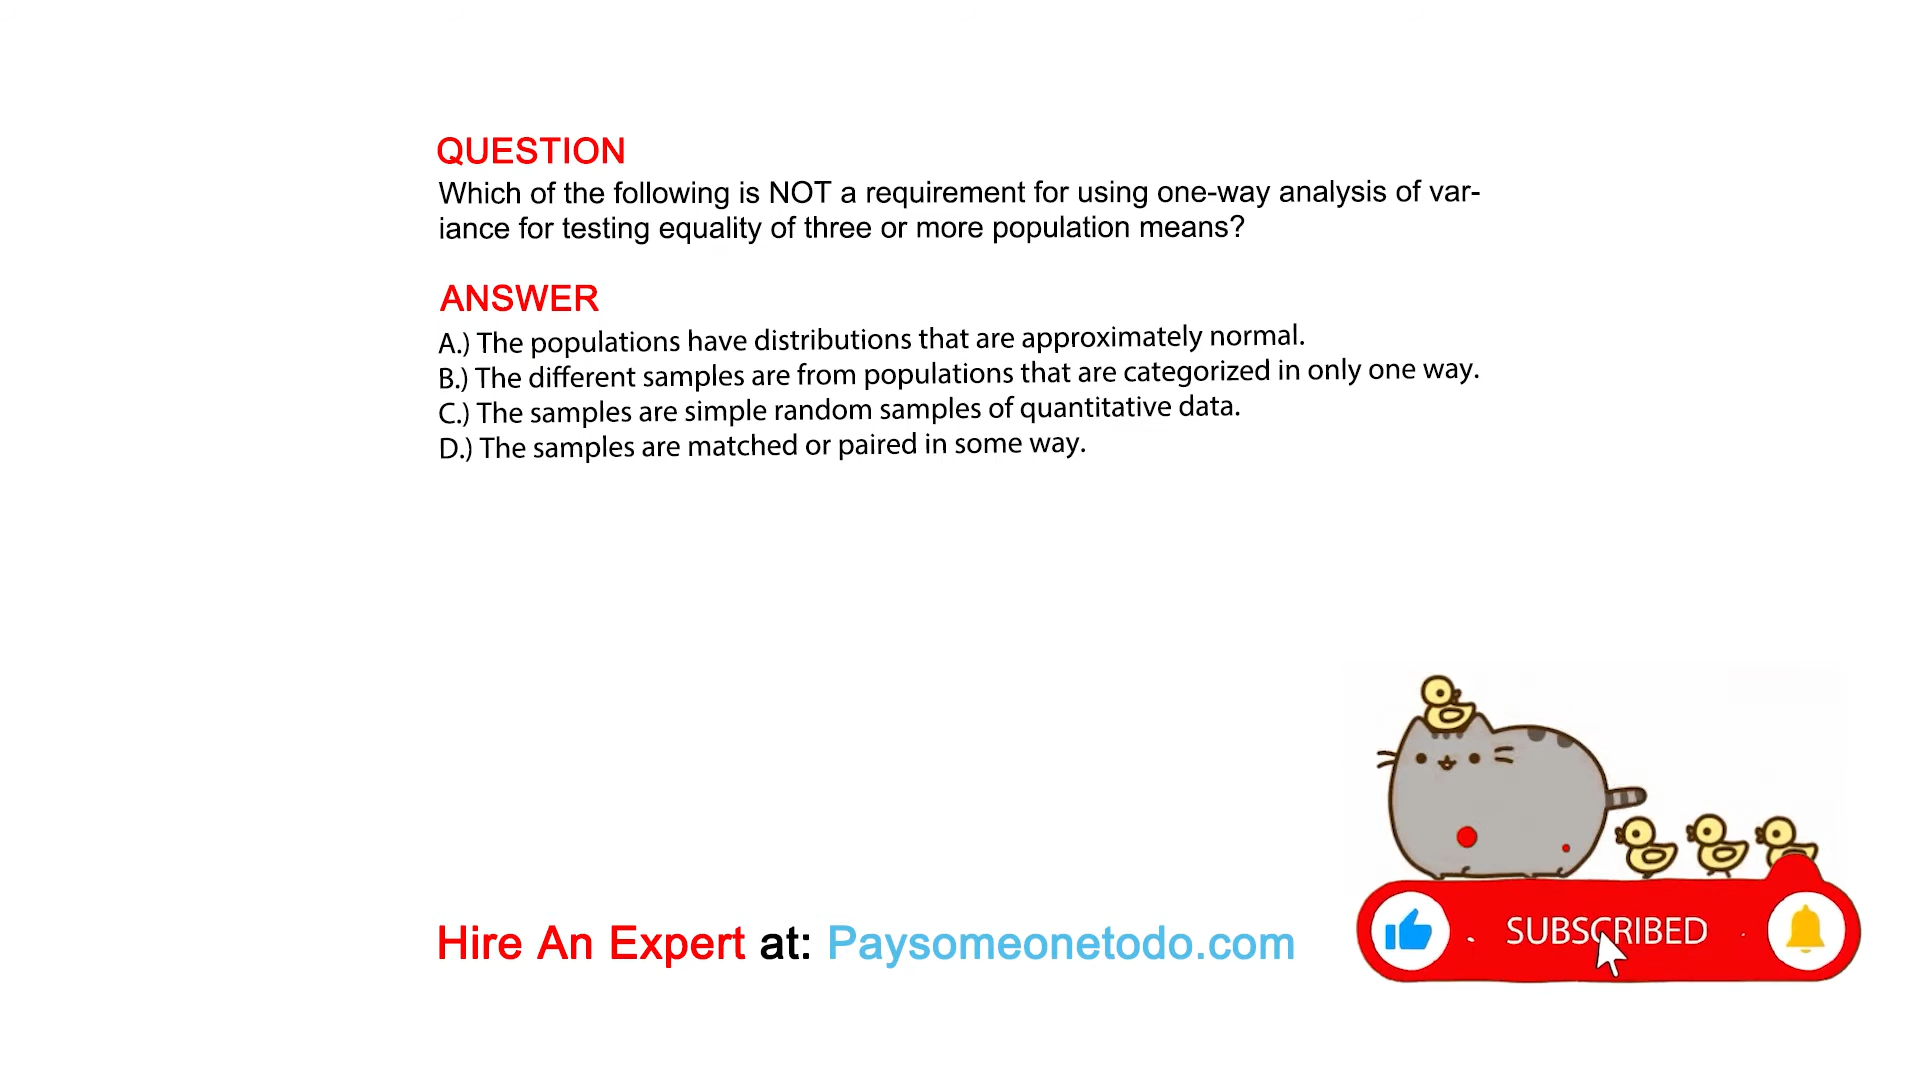 QUESTION
Which of the following is NOT a requirement for using one-way analysis of var-
iance for testing equality of three or more population means?
ANSWER
A.) The populations have distributions that are approximately normal.
B.) The different samples are from populations that are categorized in only one way.
C.) The samples are simple random samples of quantitative data.
D.) The samples are matched or paired in some way.
Hire An Expert at: Paysomeonetodo.com
SUBSCRIBED